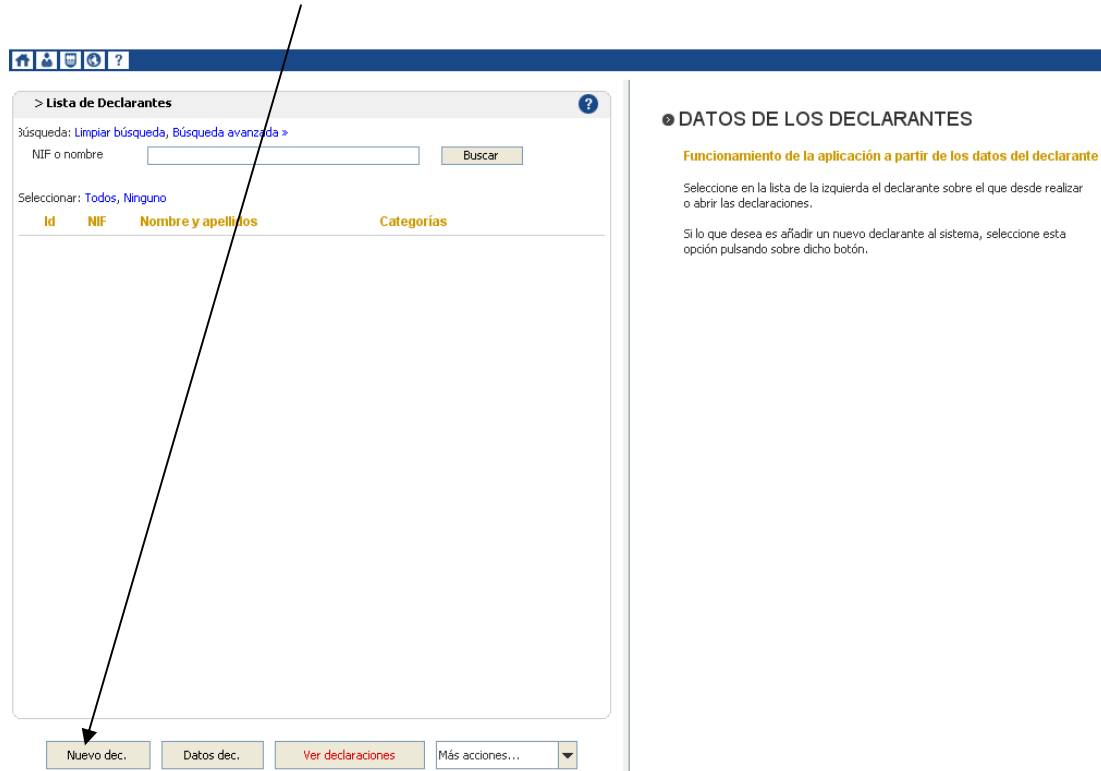 ?
> Lista de Declarantes
?
Búsqueda: Limpiar búsqueda, Búsqueda avanzada »
NIF o nombre
Buscar
Seleccionar: Todos, Ninguno
Id NIF Nombre y apellidos Categorías
Nuevo dec. Datos dec. Ver declaraciones Más acciones...
DATOS DE LOS DECLARANTES
Funcionamiento de la aplicación a partir de los datos del declarante
Seleccione en la lista de la izquierda el declarante sobre el que desde realizar
o abrir las declaraciones.
Si lo que desea es añadir un nuevo declarante al sistema, seleccione esta
opción pulsando sobre dicho botón.